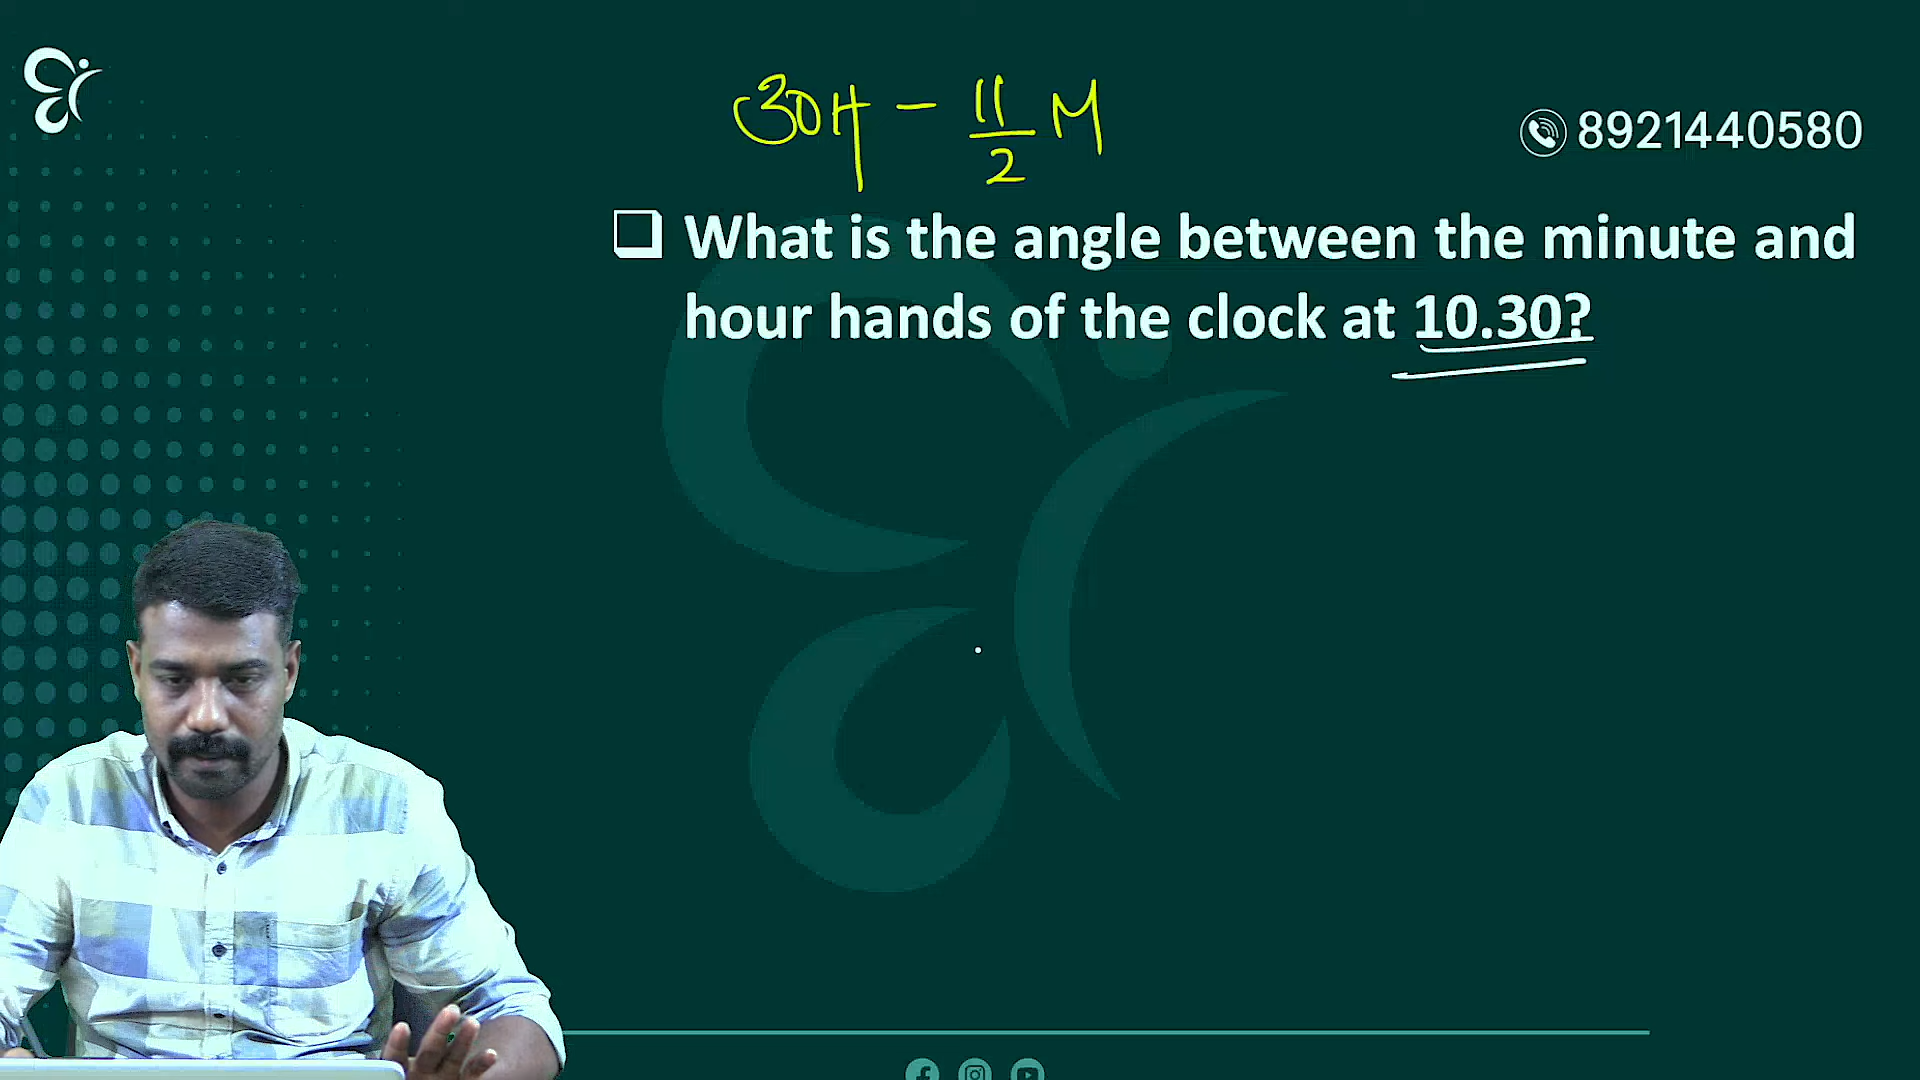 30H - 11/2 M
8921440580
❑ What is the angle between the minute and
hour hands of the clock at 10.30?